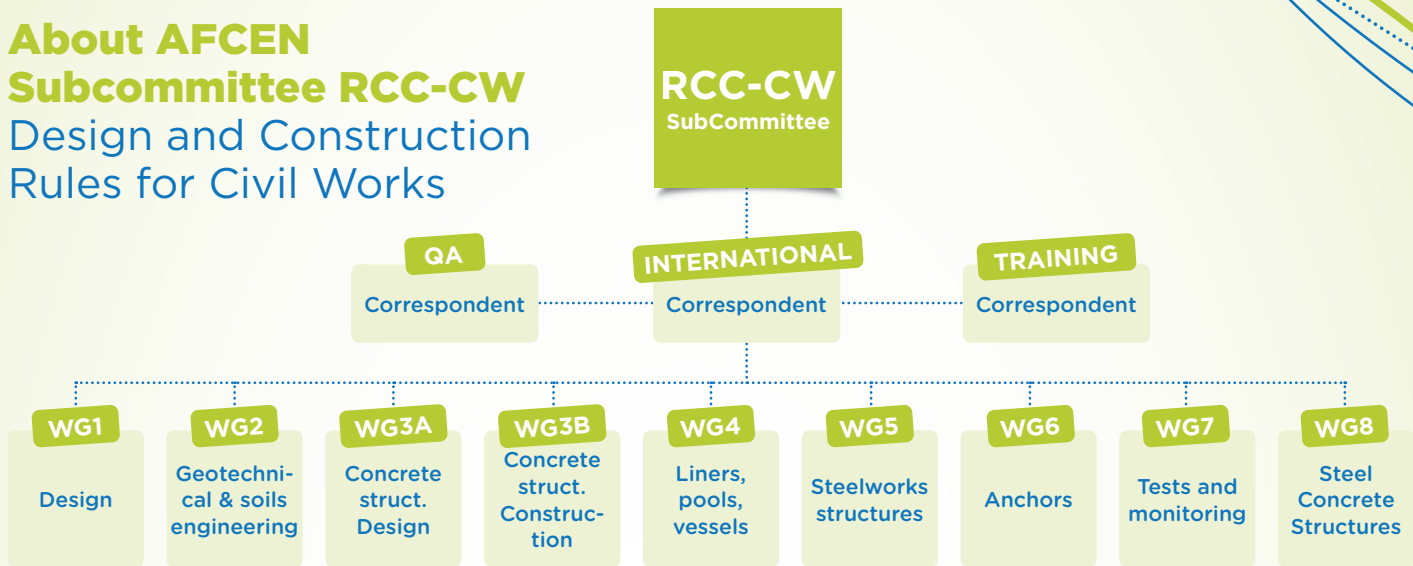 About AFCEN
Subcommittee RCC-CW
Design and Construction
Rules for Civil Works
RCC-CW
SubCommittee
QA
Correspondent
INTERNATIONAL
Correspondent
TRAINING
Correspondent
WG1
Design
WG2
Geotechni-
cal & soils
engineering
WG3A
Concrete
struct.
Design
WG3B
Concrete
struct.
Construc-
tion
WG4
Liners,
pools,
vessels
WG5
Steelworks
structures
WG6
Anchors
WG7
Tests and
monitoring
WG8
Steel
Concrete
Structures